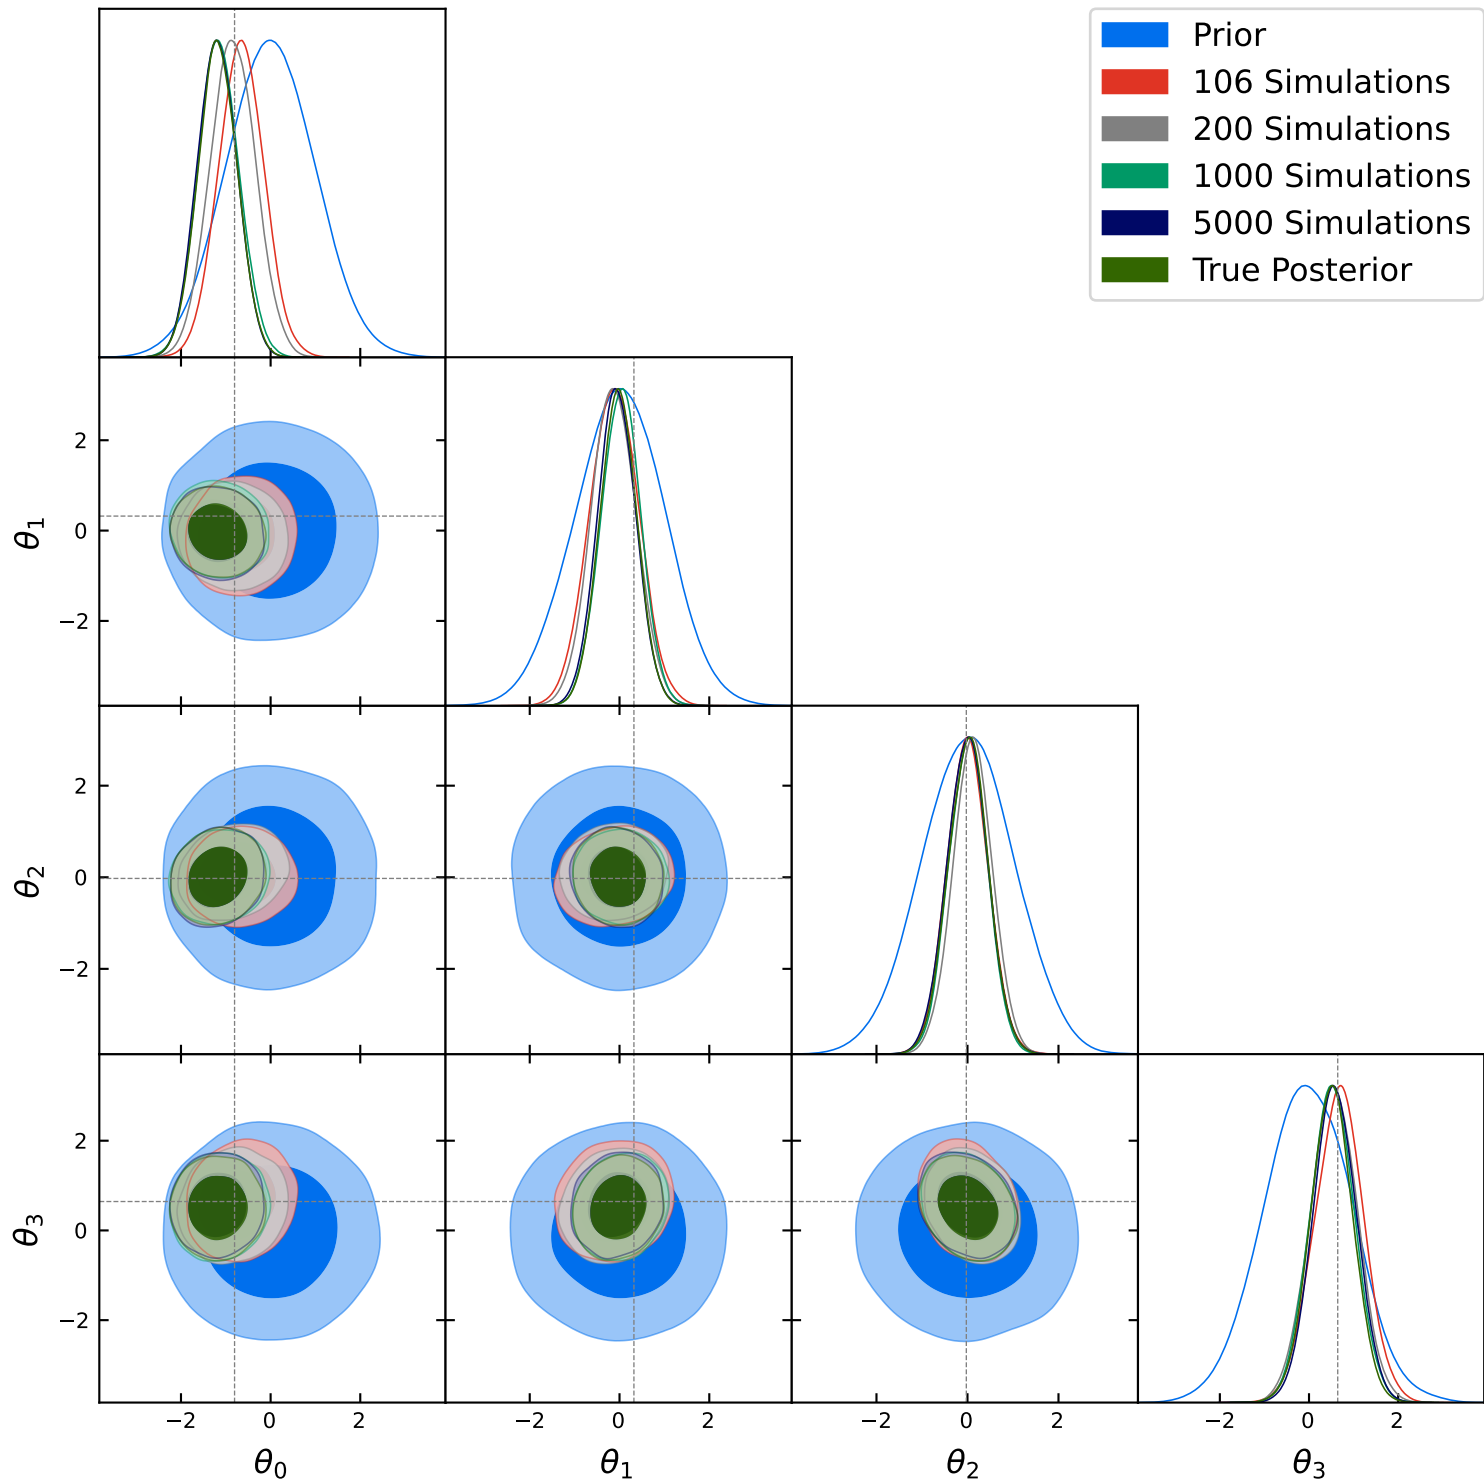 Prior
106 Simulations
200 Simulations
1000 Simulations
5000 Simulations
True Posterior
2
0
−2
θ1
2
0
−2
θ2
2
0
−2
θ3
−2 0 2 −2 0 2 −2 0 2 −2 0 2
θ0 θ1 θ2 θ3